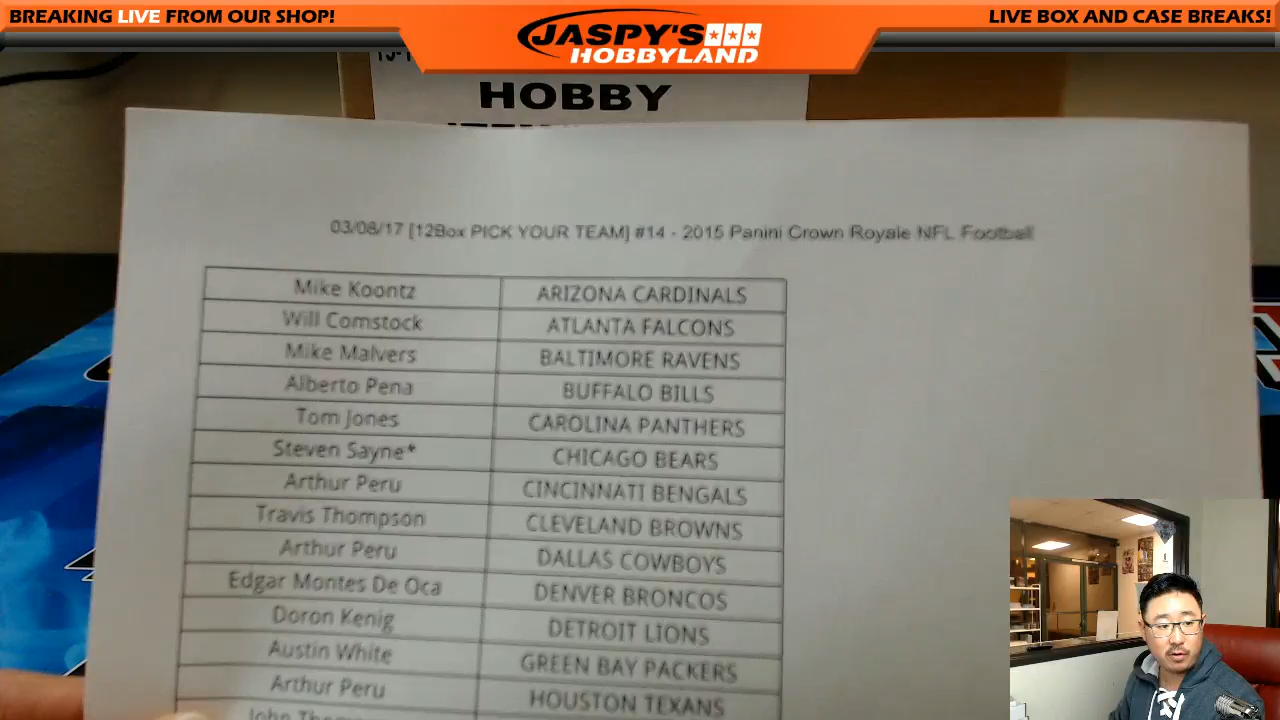 BREAKING LIVE FROM OUR SHOP!
JASPY'S
HOBBYLAND
LIVE BOX AND CASE BREAKS!
HOBBY
03/08/17 [12Box PICK YOUR TEAM] #14 - 2015 Panini Crown Royale NFL Football
Mike Koontz ARIZONA CARDINALS
Will Comstock ATLANTA FALCONS
Mike Malvers BALTIMORE RAVENS
Alberto Pena BUFFALO BILLS
Tom Jones CAROLINA PANTHERS
Steven Sayne* CHICAGO BEARS
Arthur Peru CINCINNATI BENGALS
Travis Thompson CLEVELAND BROWNS
Arthur Peru DALLAS COWBOYS
Edgar Montes De Oca DENVER BRONCOS
Doron Kenig DETROIT LIONS
Austin White GREEN BAY PACKERS
Arthur Peru HOUSTON TEXANS
John